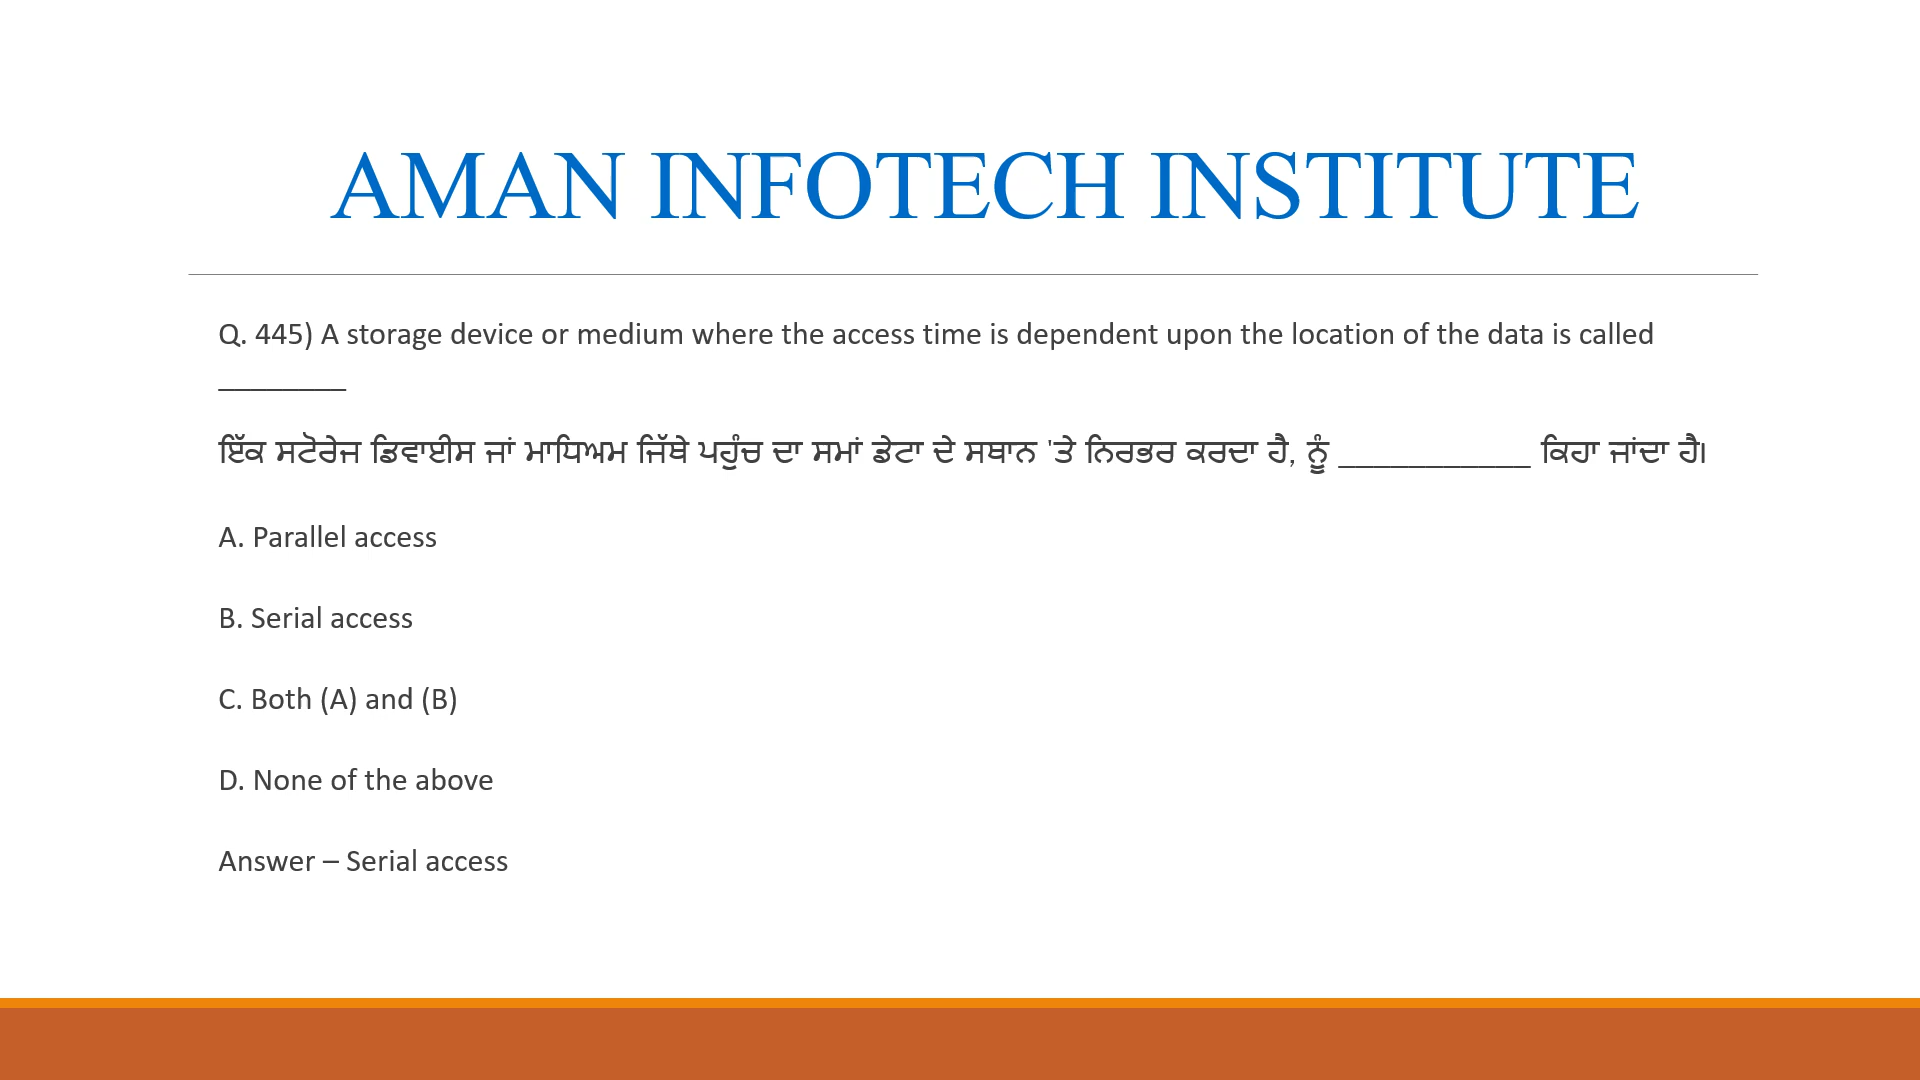 AMAN INFOTECH INSTITUTE
Q. 445) A storage device or medium where the access time is dependent upon the location of the data is called
________
ਇੱਕ ਸਟੋਰੇਜ ਡਿਵਾਈਸ ਜਾਂ ਮਾਧਿਅਮ ਜਿੱਥੇ ਪਹੁੰਚ ਦਾ ਸਮਾਂ ਡੇਟਾ ਦੇ ਸਥਾਨ 'ਤੇ ਨਿਰਭਰ ਕਰਦਾ ਹੈ, ਨੂੰ ____________ ਕਿਹਾ ਜਾਂਦਾ ਹੈ।
A. Parallel access
B. Serial access
C. Both (A) and (B)
D. None of the above
Answer – Serial access